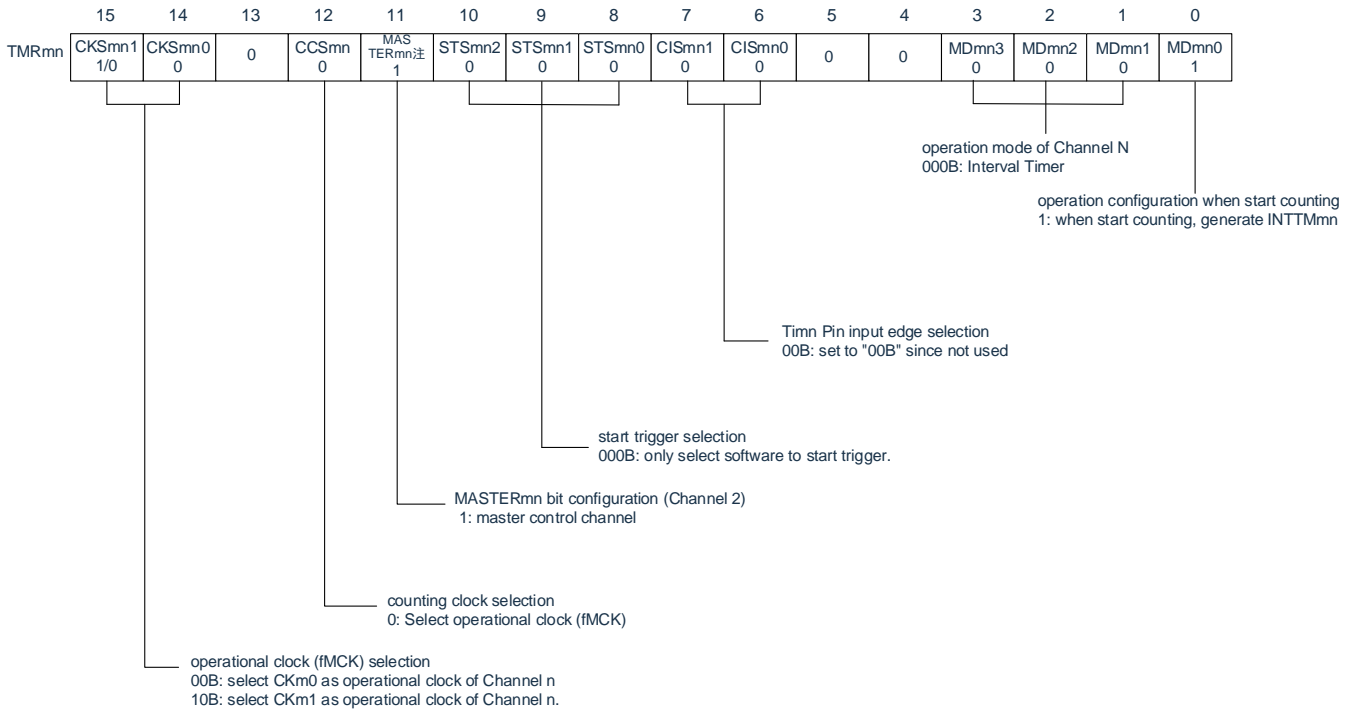 15 14 13 12 11 10 9 8 7 6 5 4 3 2 1 0
TMRmn
CKSmn1 CKSmn0 0 CCSmn MAS TERmn注 STSmn2 STSmn1 STSmn0 CISmn1 CISmn0 0 0 MDmn3 MDmn2 MDmn1 MDmn0
1/0 0 0 1 0 0 0 0 0 0 0 0 1
operation mode of Channel N
000B: Interval Timer
operation configuration when start counting
1: when start counting, generate INTTMmn
Timn Pin input edge selection
00B: set to "00B" since not used
start trigger selection
000B: only select software to start trigger.
MASTERmn bit configuration (Channel 2)
1: master control channel
counting clock selection
0: Select operational clock (fMCK)
operational clock (fMCK) selection
00B: select CKm0 as operational clock of Channel n
10B: select CKm1 as operational clock of Channel n.